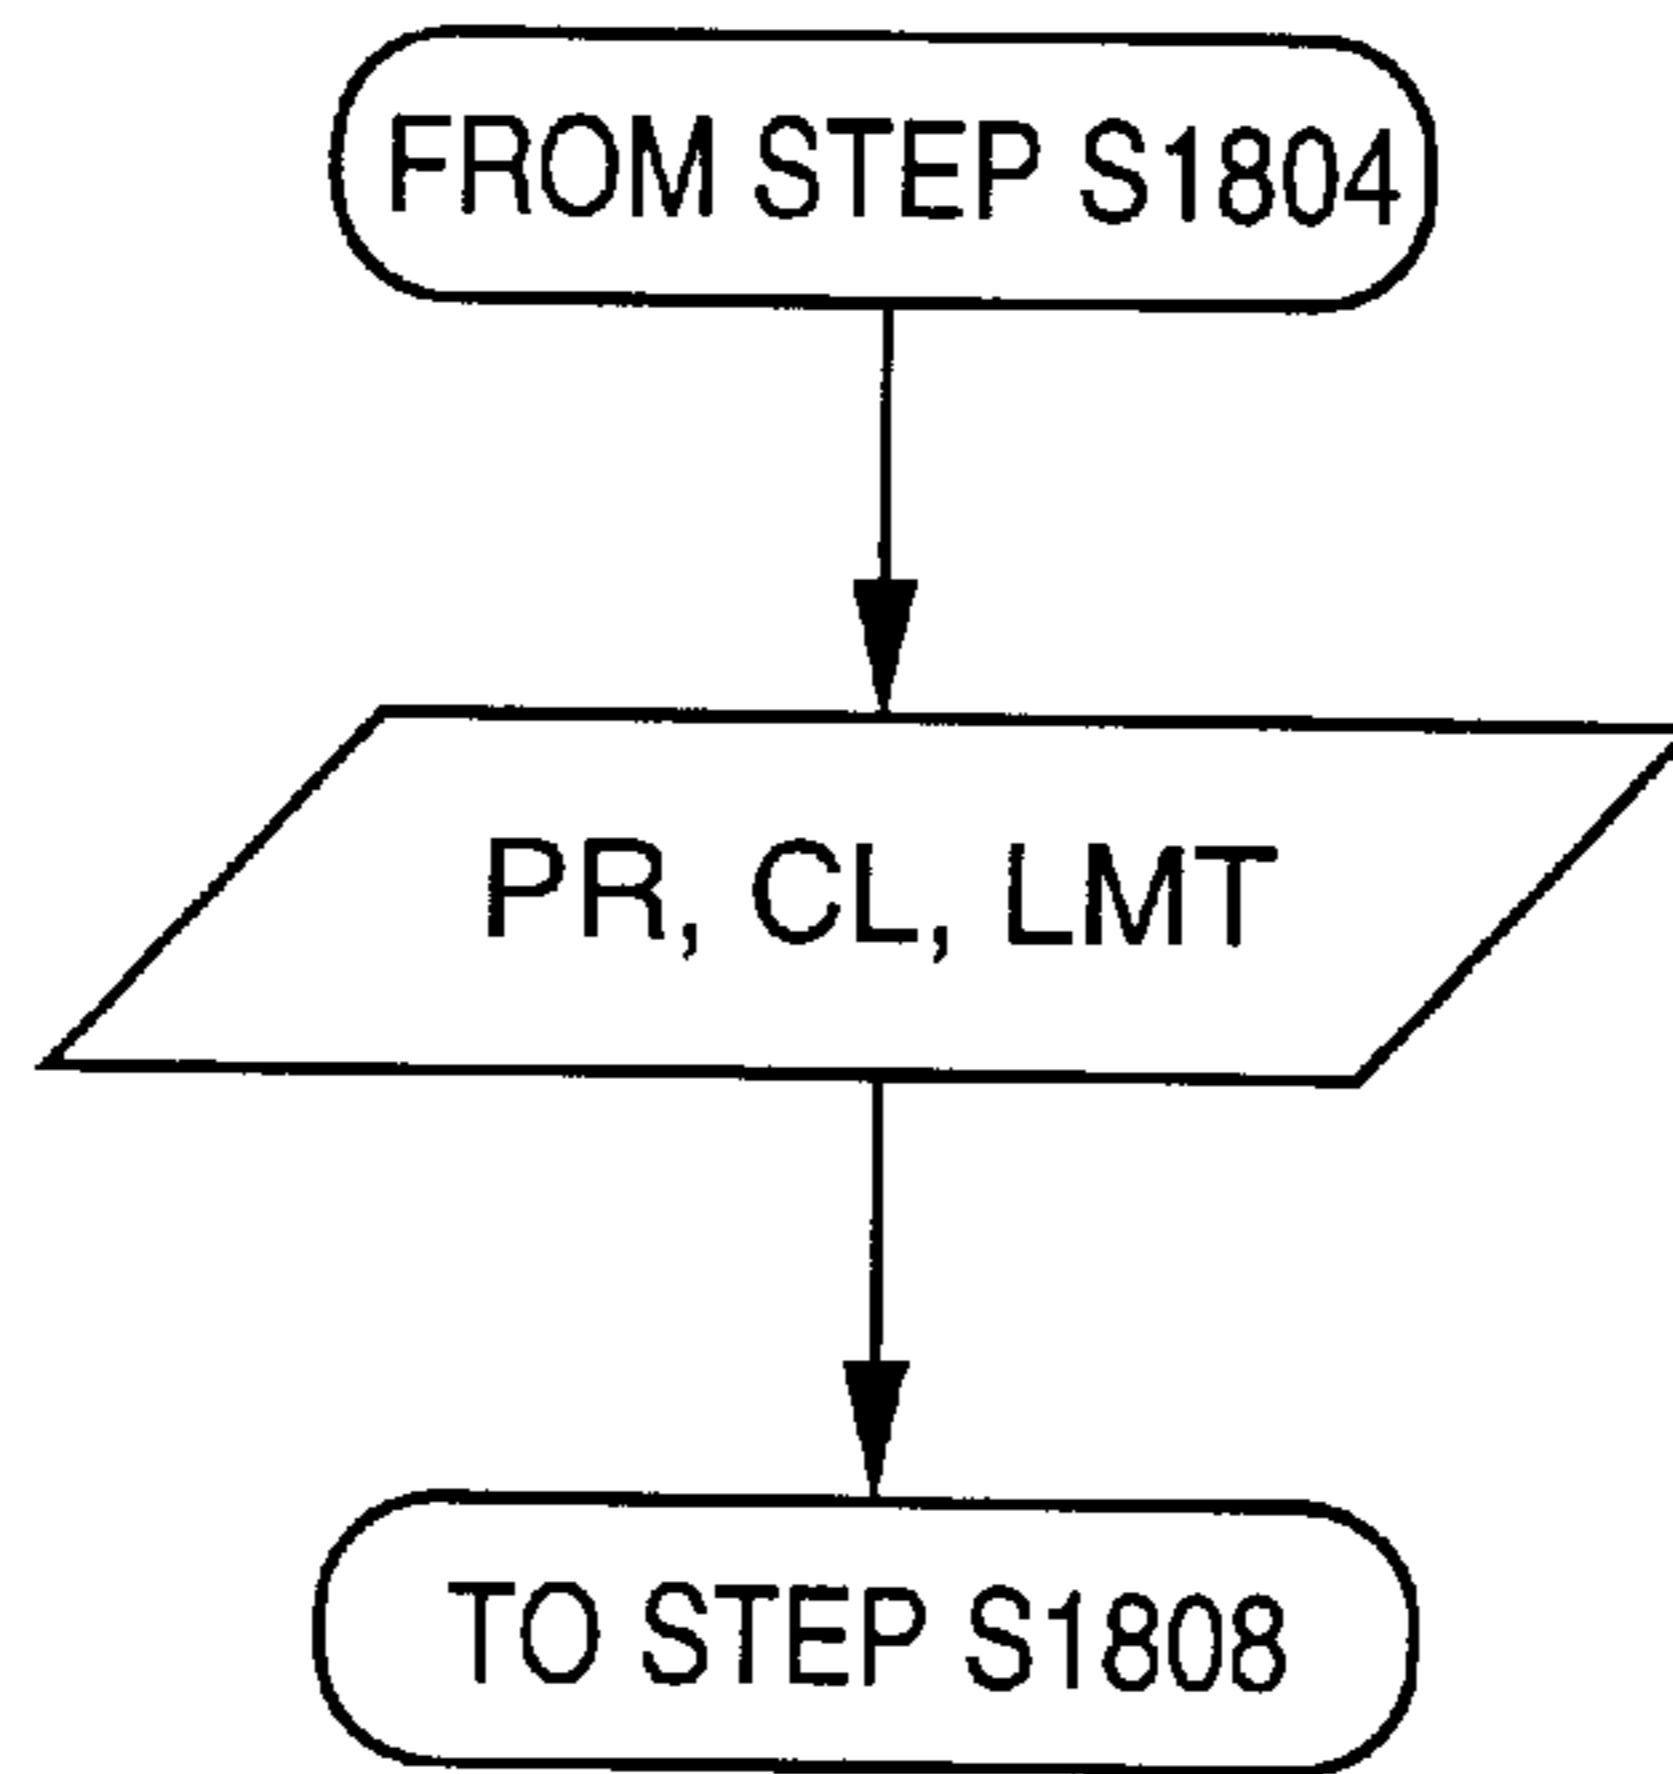 FROM STEP S1804
PR, CL, LMT
TO STEP S1808